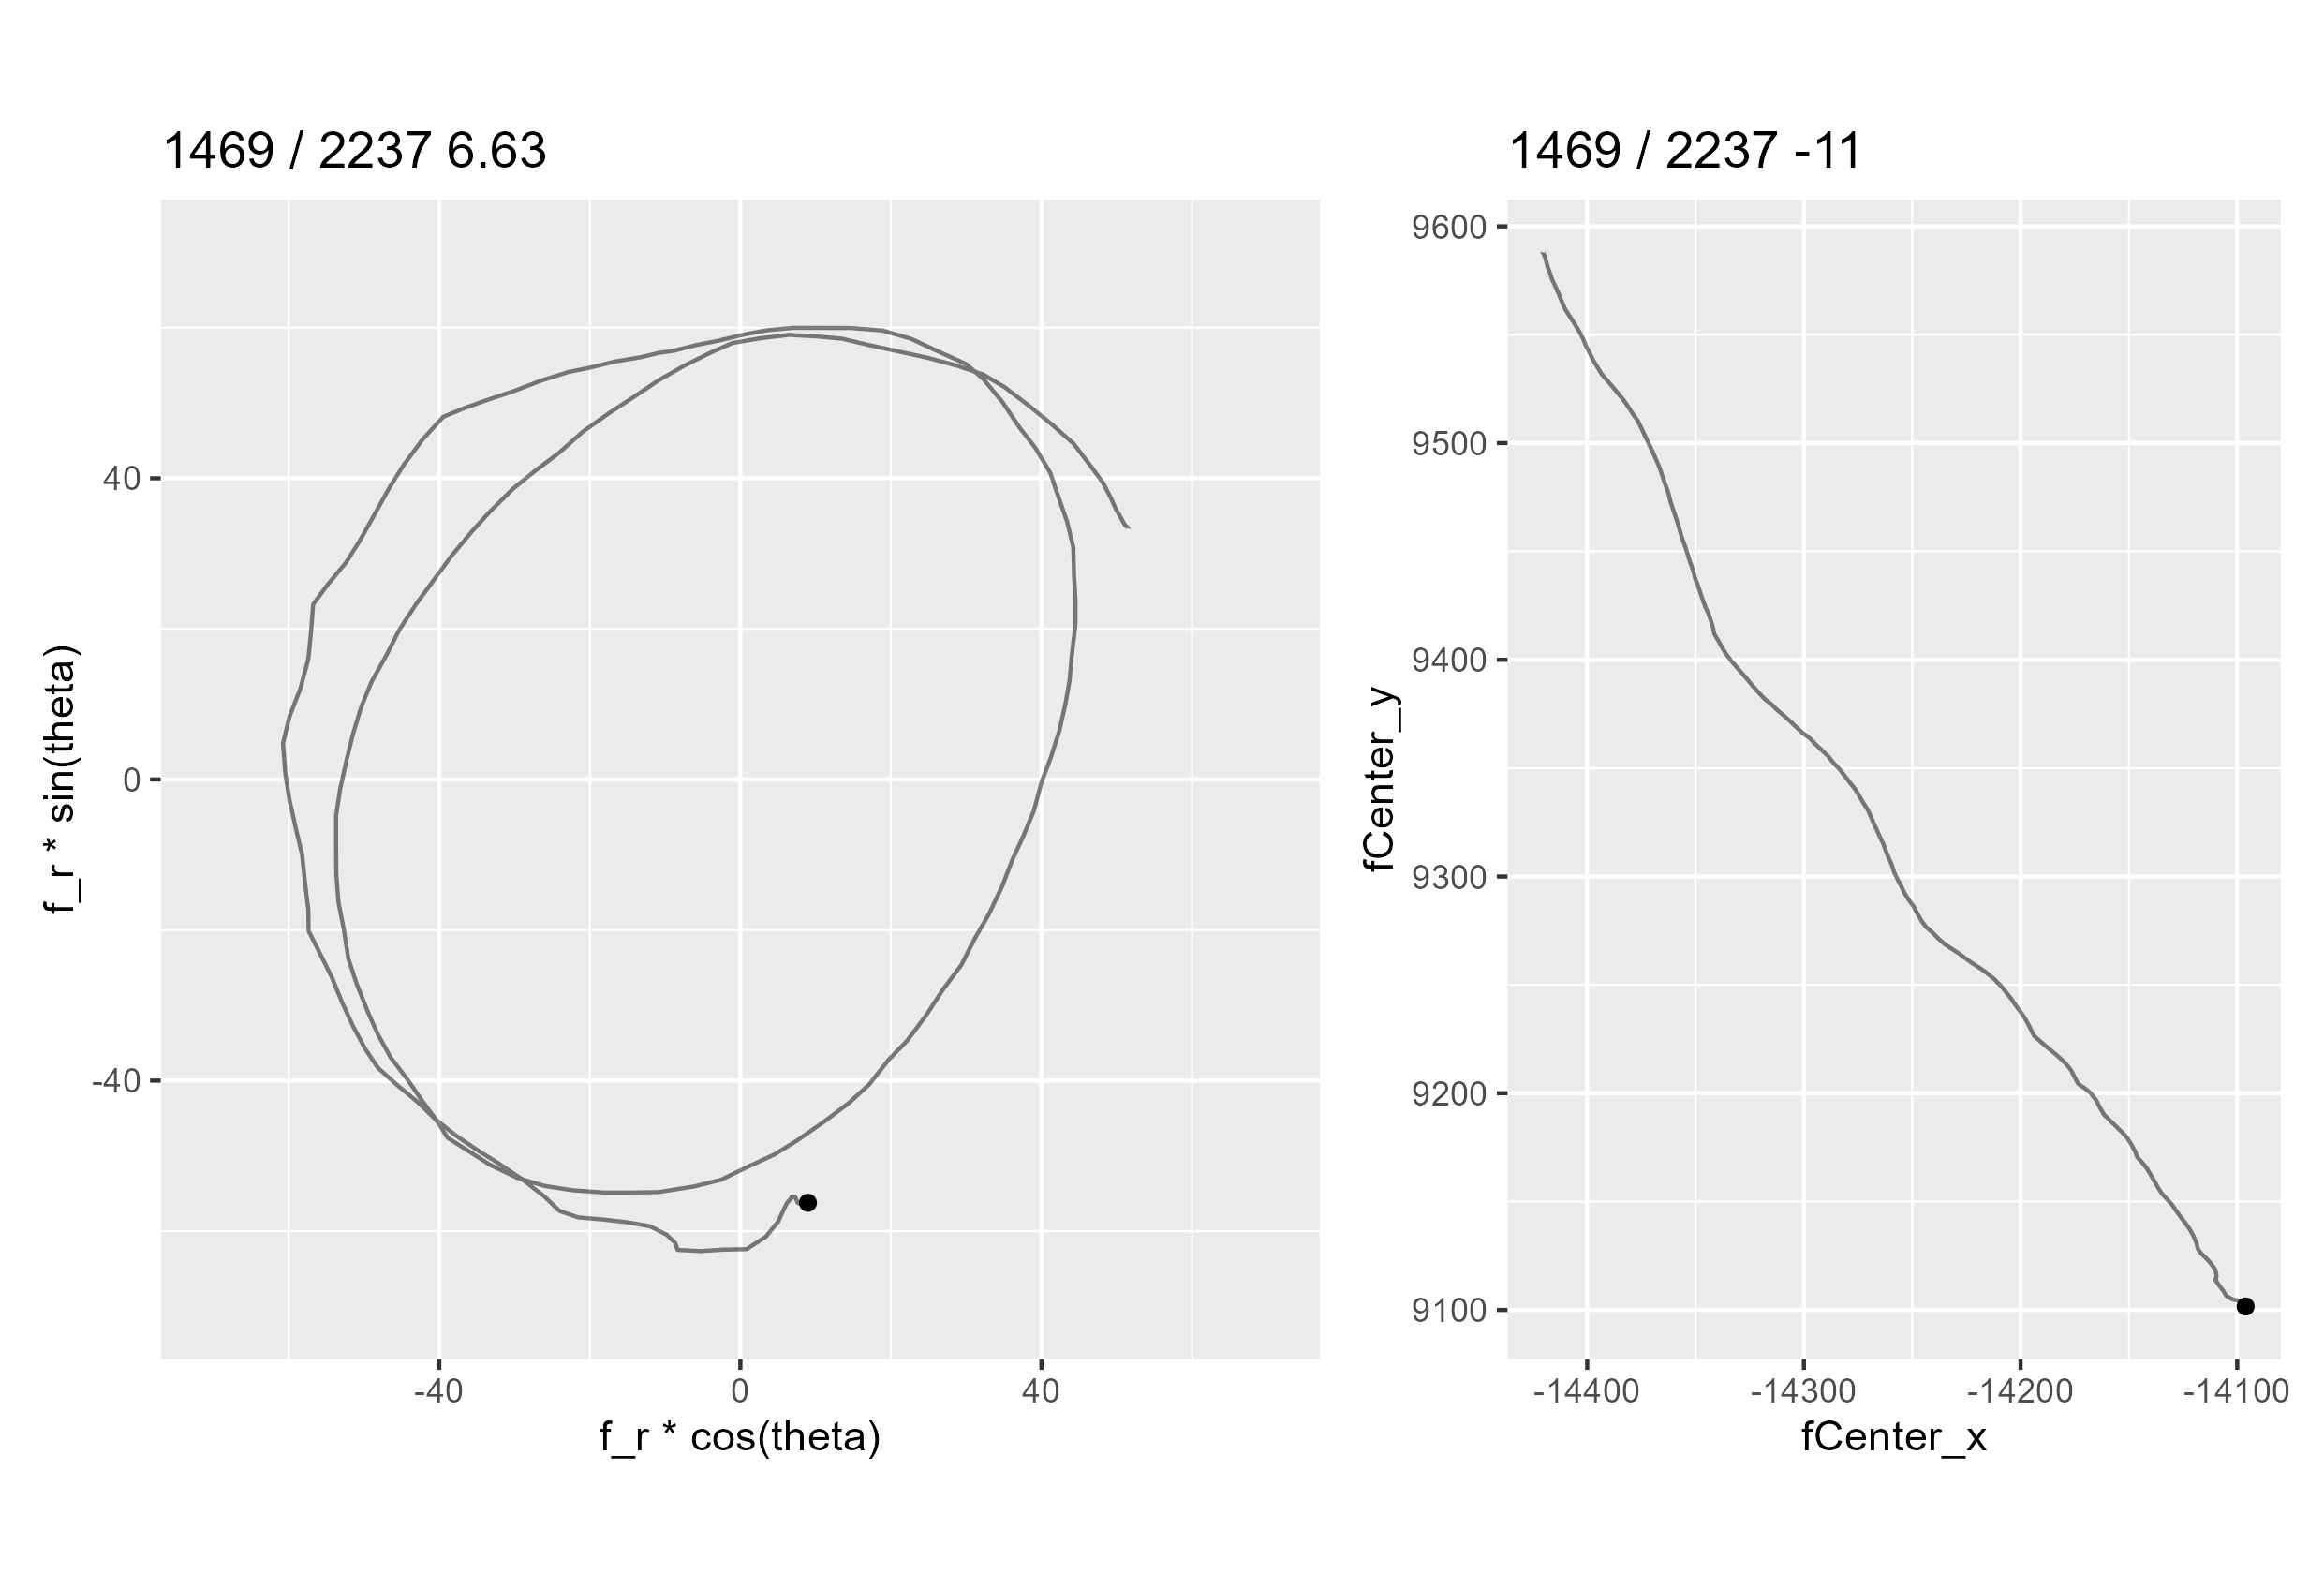 1469 / 2237 6.63
40
0
-40
-40
0
40
f_r * sin(theta)
f_r * cos(theta)
1469 / 2237 -11
9600
9500
9400
9300
9200
9100
-14400
-14300
-14200
-14100
fCenter_y
fCenter_x